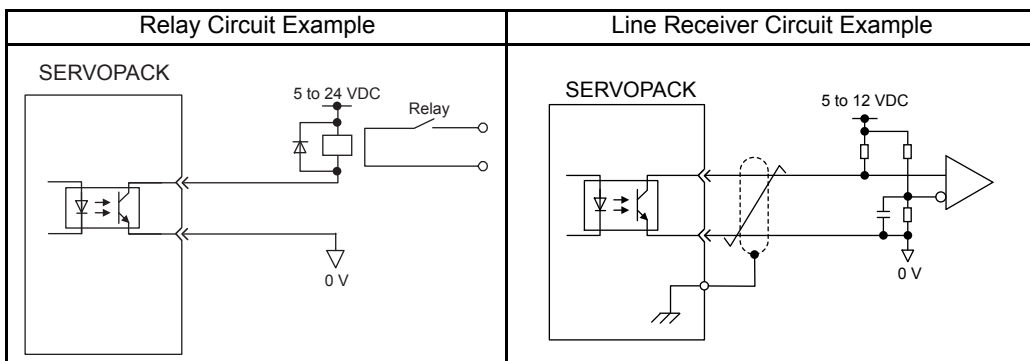 Relay Circuit Example
Line Receiver Circuit Example
SERVOPACK
5 to 24 VDC
Relay
0 V
SERVOPACK
5 to 12 VDC
0 V